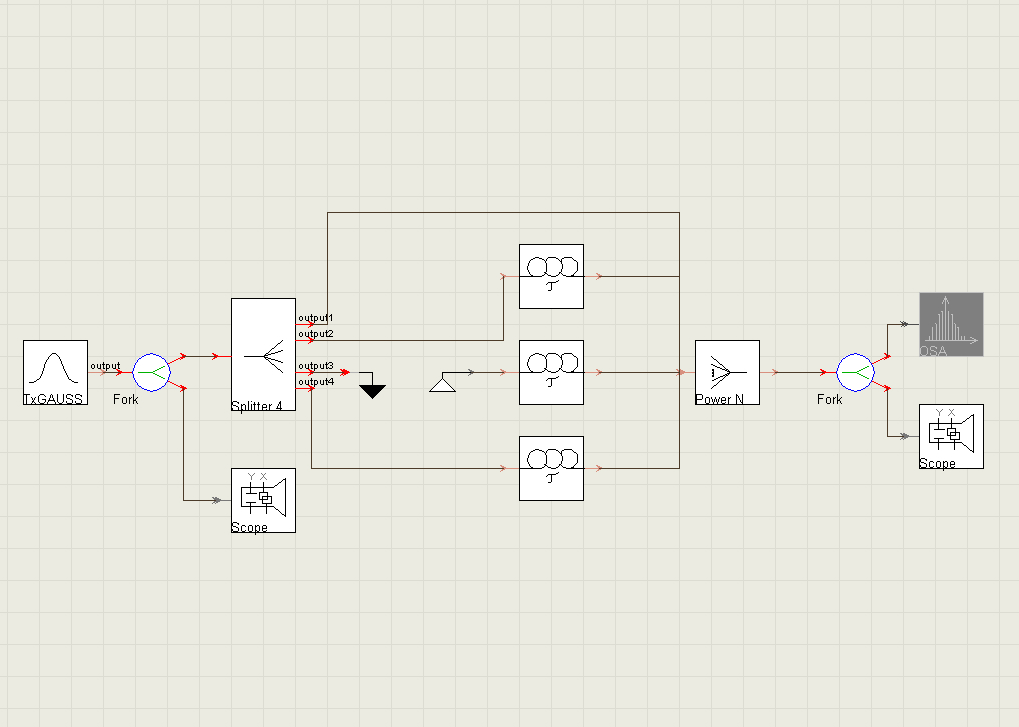 output1
output2
output3
output4
output
TxGAUSS
Fork
Splitter 4
Y X
Scope
τ
τ
τ
Power N
Fork
OSA
Y X
Scope